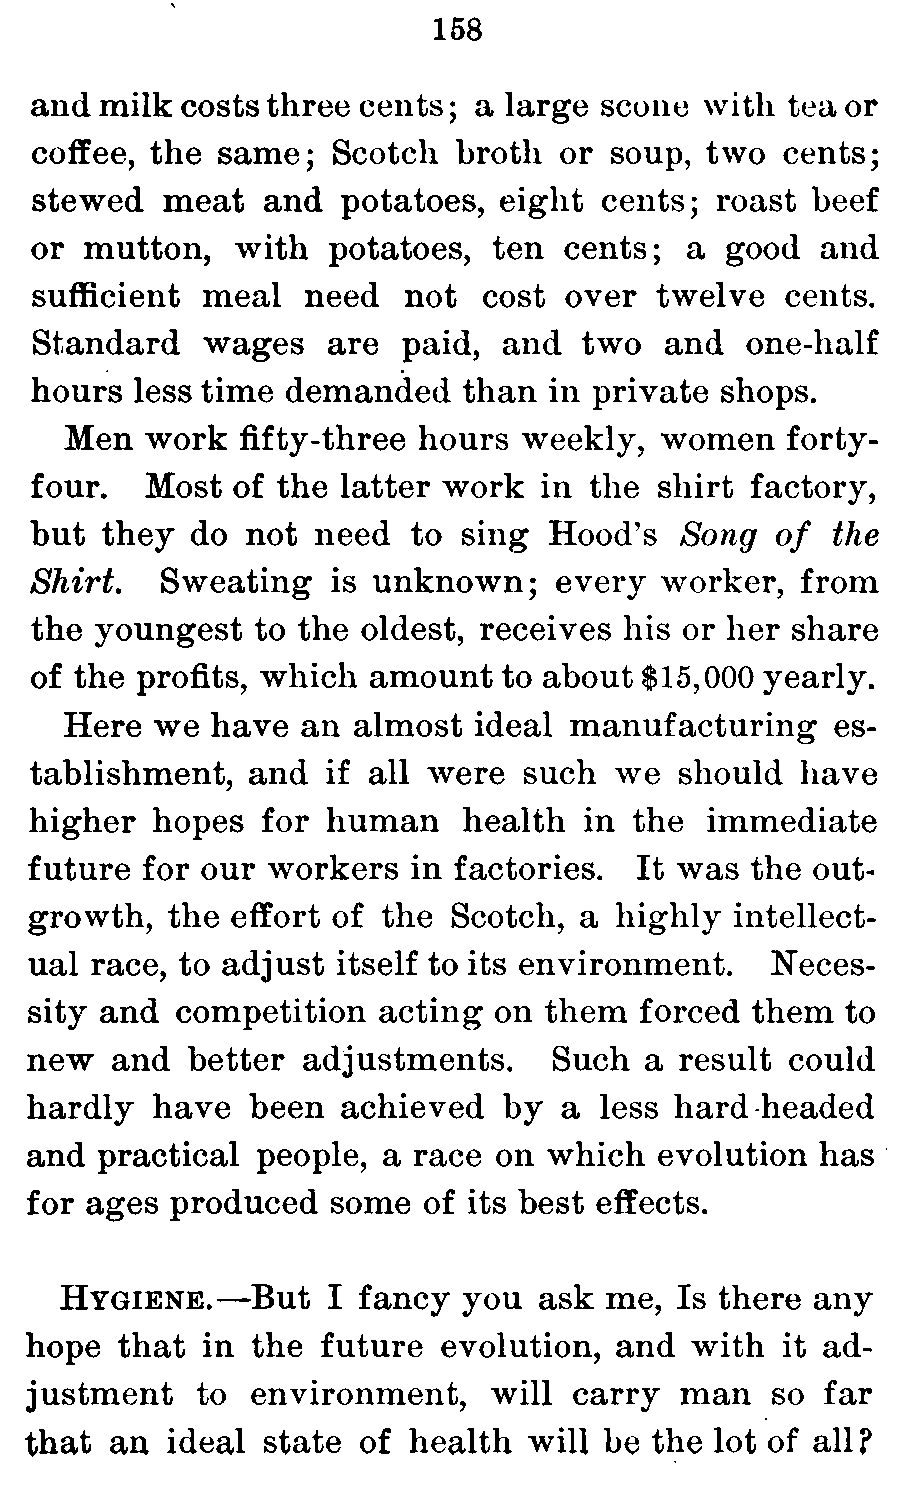 158
and milk costs three cents; a large scone with tea or
coffee, the same; Scotch broth or soup, two cents;
stewed meat and potatoes, eight cents; roast beef
or mutton, with potatoes, ten cents; a good and
sufficient meal need not cost over twelve cents.
Standard wages are paid, and two and one-half
hours less time demanded than in private shops.
Men work fifty-three hours weekly, women forty-
four. Most of the latter work in the shirt factory,
but they do not need to sing Hood's Song of the
Shirt. Sweating is unknown; every worker, from
the youngest to the oldest, receives his or her share
of the profits, which amount to about $15,000 yearly.
Here we have an almost ideal manufacturing es-
tablishment, and if all were such we should have
higher hopes for human health in the immediate
future for our workers in factories. It was the out-
growth, the effort of the Scotch, a highly intellect-
ual race, to adjust itself to its environment. Neces-
sity and competition acting on them forced them to
new and better adjustments. Such a result could
hardly have been achieved by a less hard-headed
and practical people, a race on which evolution has
for ages produced some of its best effects.
HYGIENE.—But I fancy you ask me, Is there any
hope that in the future evolution, and with it ad-
justment to environment, will carry man so far
that an ideal state of health will be the lot of all?